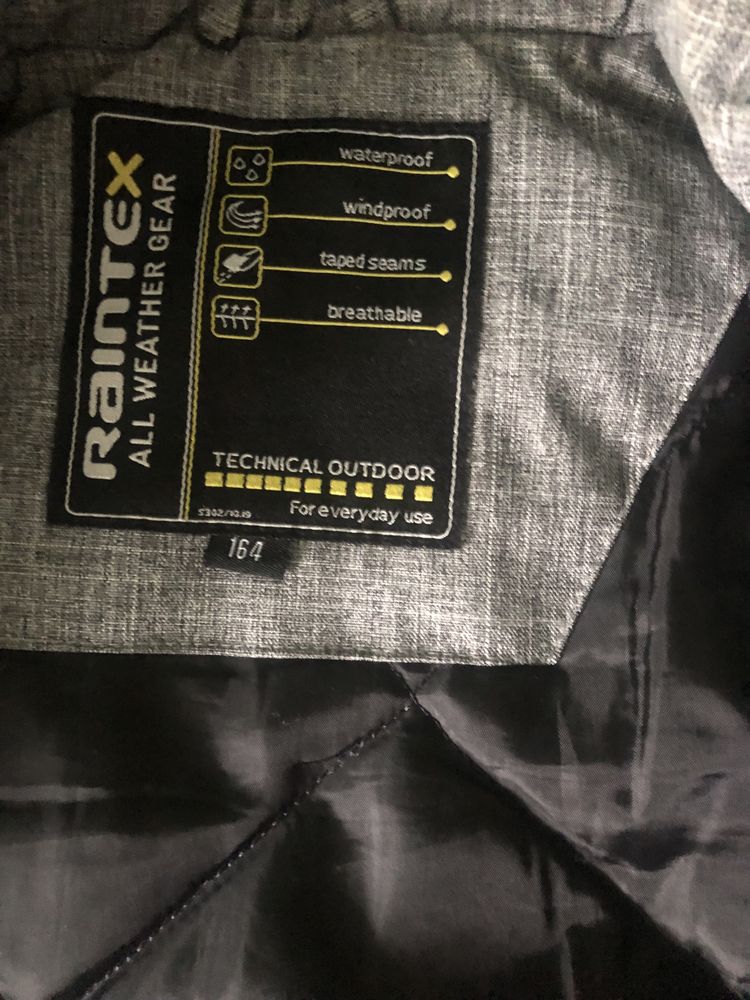 RAINTEX
ALL WEATHER GEAR
waterproof
windproof
taped seams
breathable
TECHNICAL OUTDOOR
For everyday use
164